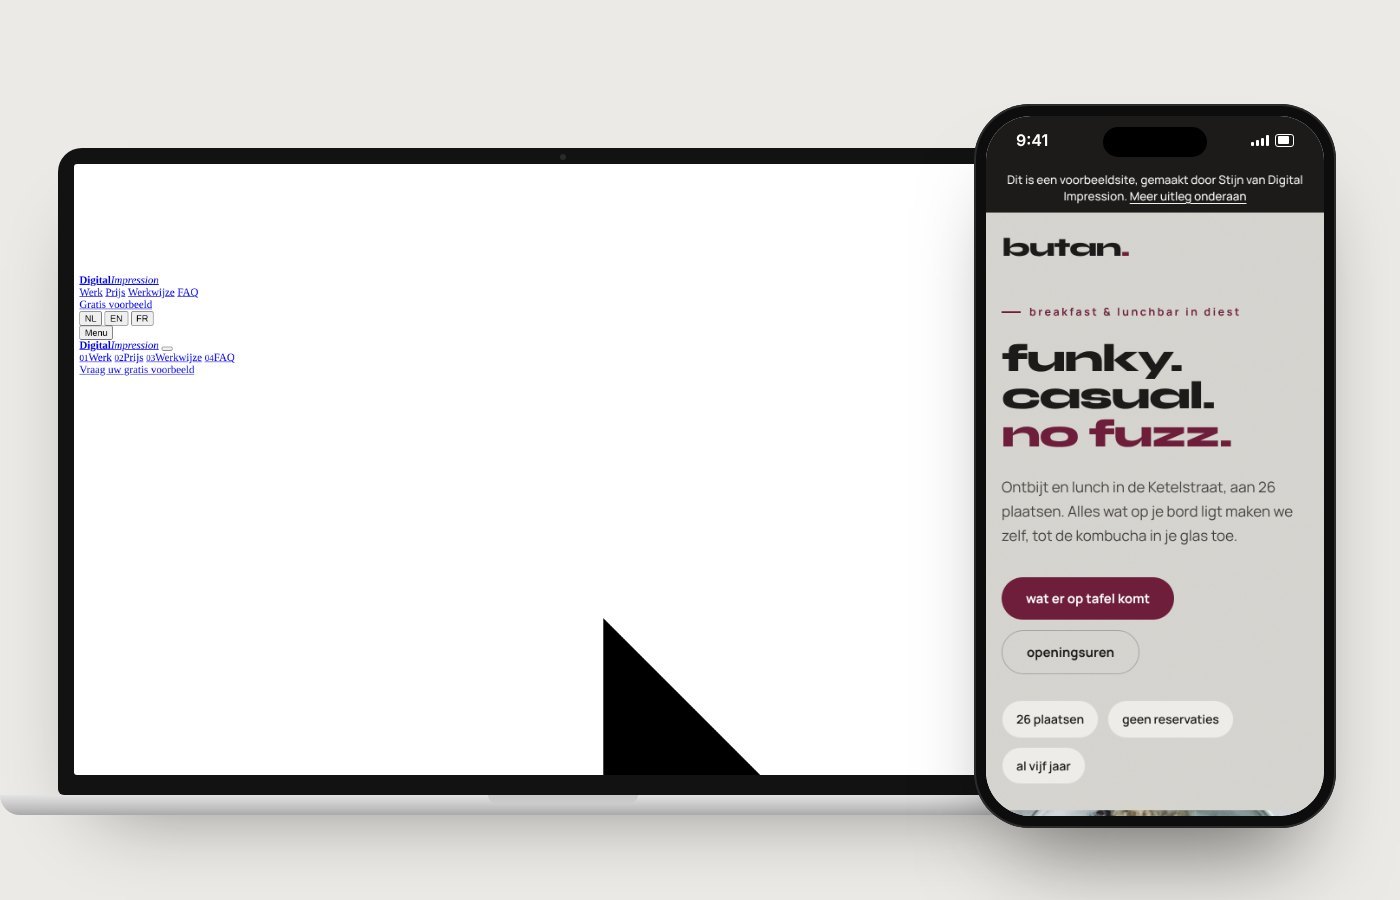 DigitalImpression
Werk Prijs Werkwijze FAQ
Gratis voorbeeld
NL EN FR
Menu
DigitalImpression
01Werk 02Prijs 03Werkwijze 04FAQ
Vraag uw gratis voorbeeld
9:41
Dit is een voorbeeldsite, gemaakt door Stijn van Digital
Impression. Meer uitleg onderaan
butan.
breakfast & lunchbar in diest
funky.
casual.
no fuzz.
Ontbijt en lunch in de Ketelstraat, aan 26
plaatsen. Alles wat op je bord ligt maken we
zelf, tot de kombucha in je glas toe.
wat er op tafel komt
openingsuren
26 plaatsen geen reservaties
al vijf jaar